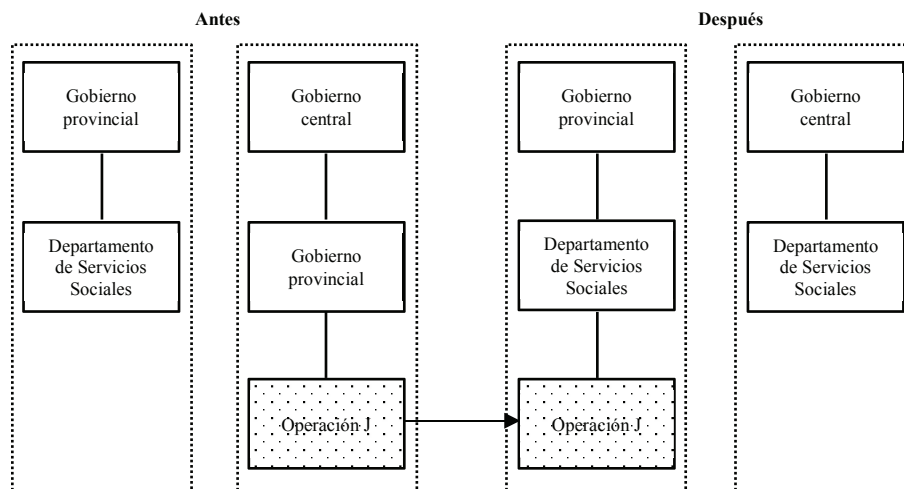 Antes
Después
Gobierno
provincial
Gobierno
central
Gobierno
provincial
Gobierno
central
Departamento
de Servicios
Sociales
Gobierno
provincial
Departamento
de Servicios
Sociales
Departamento
de Servicios
Sociales
Operación J
Operación J